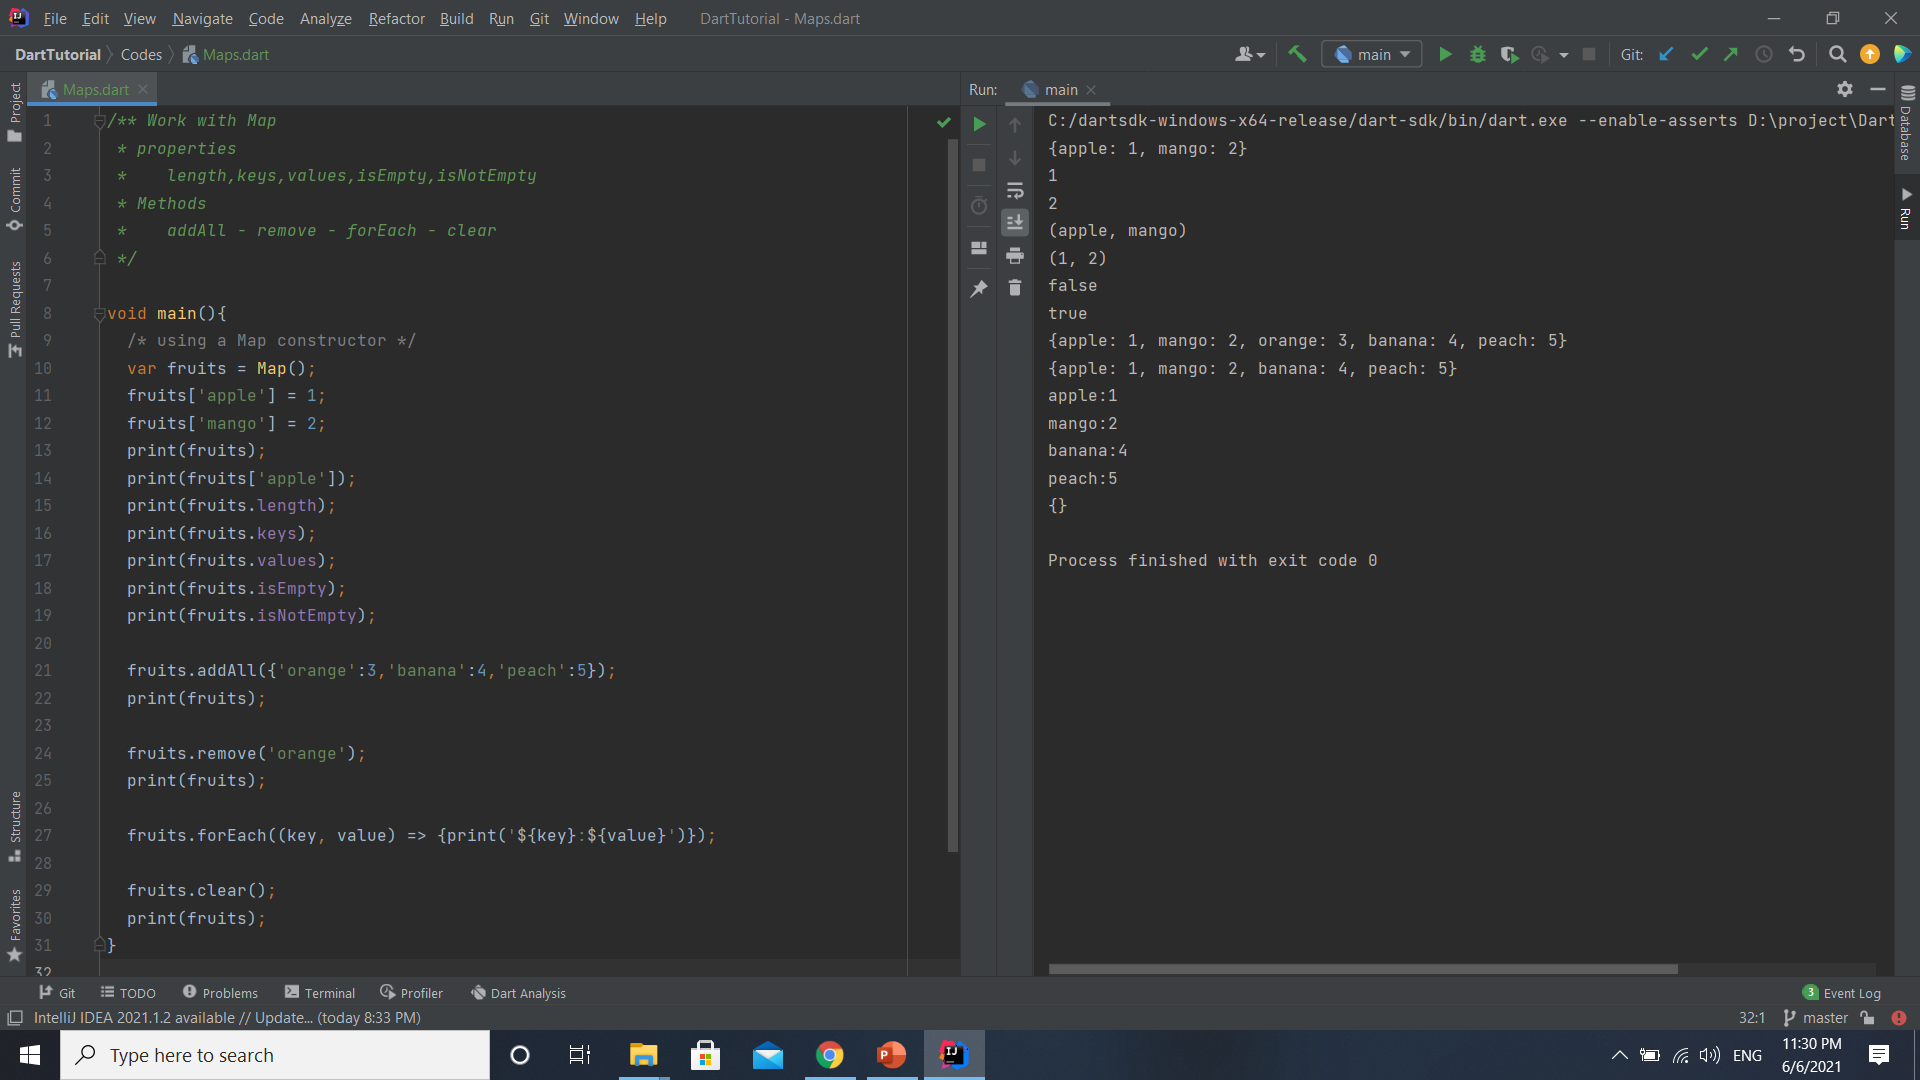 File Edit View Navigate Code Analyze Refactor Build Run Git Window Help DartTutorial - Maps.dart
DartTutorial Codes Maps.dart
main
Git:
Project
Commit
Pull Requests
Structure
Favorites
Maps.dart
1 /** Work with Map
2 * properties
3 * length,keys,values,isEmpty,isNotEmpty
4 * Methods
5 * addAll - remove - forEach - clear
6 */
7
8 void main(){
9 /* using a Map constructor */
10 var fruits = Map();
11 fruits['apple'] = 1;
12 fruits['mango'] = 2;
13 print(fruits);
14 print(fruits['apple']);
15 print(fruits.length);
16 print(fruits.keys);
17 print(fruits.values);
18 print(fruits.isEmpty);
19 print(fruits.isNotEmpty);
20
21 fruits.addAll({'orange':3,'banana':4,'peach':5});
22 print(fruits);
23
24 fruits.remove('orange');
25 print(fruits);
26
27 fruits.forEach((key, value) => {print('${key}:${value}')});
28
29 fruits.clear();
30 print(fruits);
31 }
32
Run: main
C:/dartsdk-windows-x64-release/dart-sdk/bin/dart.exe --enable-asserts D:\project\Dart
{apple: 1, mango: 2}
1
2
(apple, mango)
(1, 2)
false
true
{apple: 1, mango: 2, orange: 3, banana: 4, peach: 5}
{apple: 1, mango: 2, banana: 4, peach: 5}
apple:1
mango:2
banana:4
peach:5
{}
Process finished with exit code 0
Database
Run
Git TODO Problems Terminal Profiler Dart Analysis
3 Event Log
IntelliJ IDEA 2021.1.2 available // Update... (today 8:33 PM)
32:1 master
Type here to search
P
IJ
ENG
11:30 PM
6/6/2021